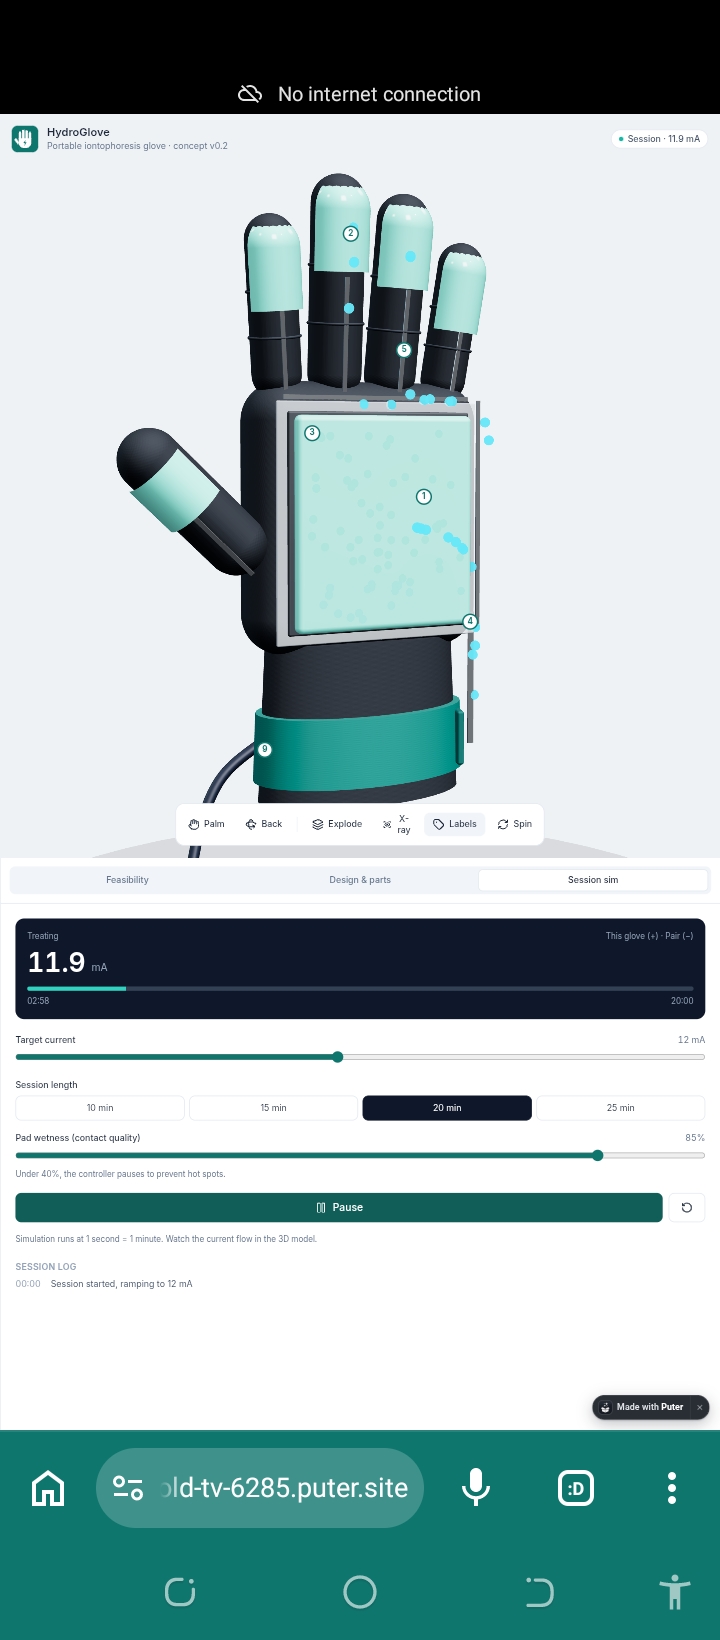 No internet connection
HydroGlove
Portable iontophoresis glove · concept v0.2
Session · 11.9 mA
2
5
3
1
4
9
Palm
Back
Explode
X-
ray
Labels
Spin
Feasibility
Design & parts
Session sim
Treating
This glove (+) · Pair (−)
11.9 mA
02:58
20:00
Target current
12 mA
Session length
10 min
15 min
20 min
25 min
Pad wetness (contact quality)
85%
Under 40%, the controller pauses to prevent hot spots.
Pause
Simulation runs at 1 second = 1 minute. Watch the current flow in the 3D model.
SESSION LOG
00:00 Session started, ramping to 12 mA
Made with Puter ×
old-tv-6285.puter.site
:D